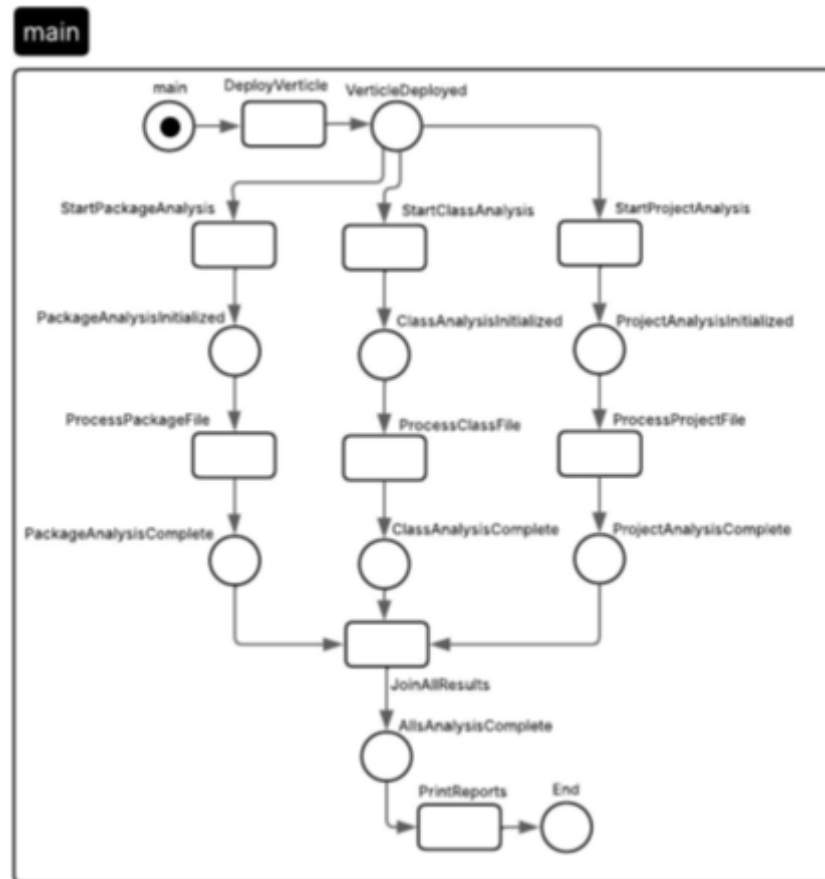 main
main
DeployVerticle
VerticleDeployed
StartPackageAnalysis
StartClassAnalysis
StartProjectAnalysis
PackageAnalysisInitialized
ClassAnalysisInitialized
ProjectAnalysisInitialized
ProcessPackageFile
ProcessClassFile
ProcessProjectFile
PackageAnalysisComplete
ClassAnalysisComplete
ProjectAnalysisComplete
JoinAllResults
AllsAnalysisComplete
PrintReports
End